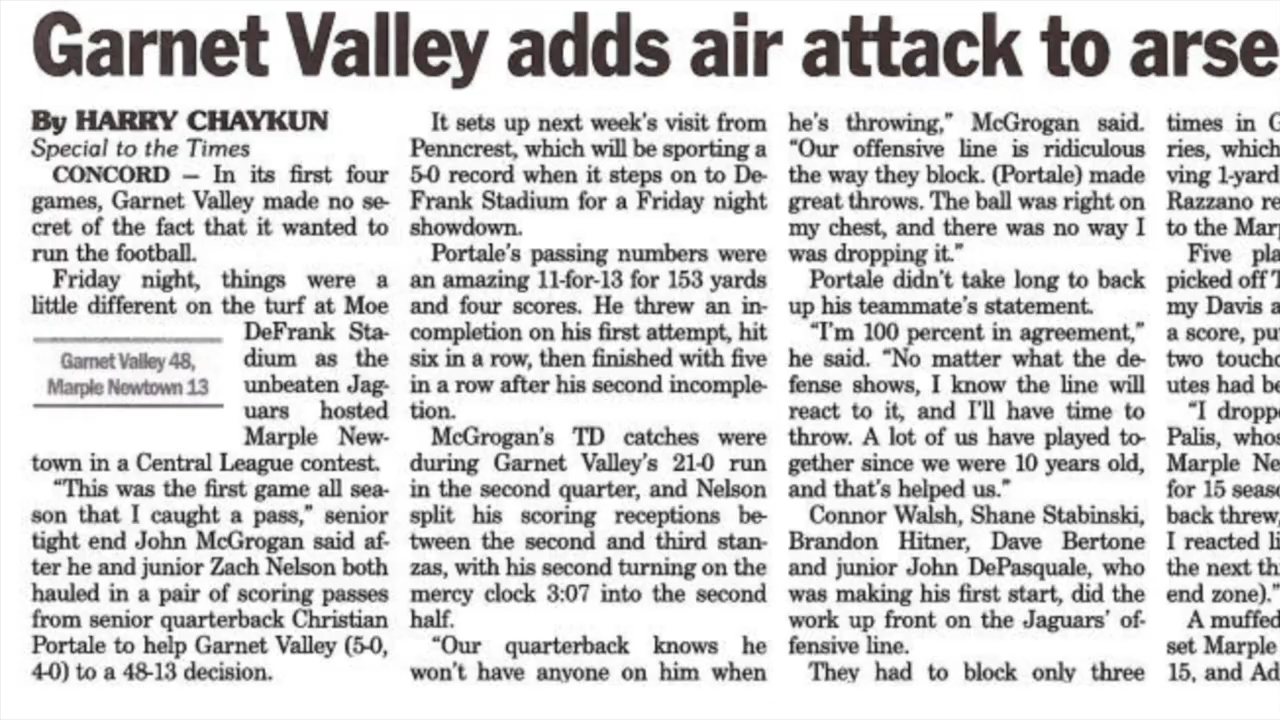 Garnet Valley adds air attack to arse
By HARRY CHAYKUN
Special to the Times
CONCORD — In its first four
games, Garnet Valley made no se-
cret of the fact that it wanted to
run the football.
Friday night, things were a
little different on the turf at Moe
DeFrank Sta-
dium as the
unbeaten Jag-
uars hosted
Marple New-
town in a Central League contest.
Garnet Valley 48,
Marple Newtown 13
“This was the first game all sea-
son that I caught a pass,” senior
tight end John McGrogan said af-
ter he and junior Zach Nelson both
hauled in a pair of scoring passes
from senior quarterback Christian
Portale to help Garnet Valley (5-0,
4-0) to a 48-13 decision.
It sets up next week's visit from
Penncrest, which will be sporting a
5-0 record when it steps on to De-
Frank Stadium for a Friday night
showdown.
Portale's passing numbers were
an amazing 11-for-13 for 153 yards
and four scores. He threw an in-
completion on his first attempt, hit
six in a row, then finished with five
in a row after his second incomple-
tion.
McGrogan's TD catches were
during Garnet Valley's 21-0 run
in the second quarter, and Nelson
split his scoring receptions be-
tween the second and third stan-
zas, with his second turning on the
mercy clock 3:07 into the second
half.
“Our quarterback knows he
won't have anyone on him when
he's throwing,” McGrogan said.
“Our offensive line is ridiculous
the way they block. (Portale) made
great throws. The ball was right on
my chest, and there was no way I
was dropping it.”
Portale didn't take long to back
up his teammate's statement.
“I'm 100 percent in agreement,”
he said. “No matter what the de-
fense shows, I know the line will
react to it, and I'll have time to
throw. A lot of us have played to-
gether since we were 10 years old,
and that's helped us.”
Connor Walsh, Shane Stabinski,
Brandon Hitner, Dave Bertone
and junior John DePasquale, who
was making his first start, did the
work up front on the Jaguars' of-
fensive line.
They had to block only three
times in G
ries, which
ving 1-yard
Razzano re
to the Marp
Five pla
picked off T
my Davis a
a score, pu
two touchd
utes had be
“I dropp
Palis, whos
Marple Ne
for 15 seas
back threw,
I reacted li
the next th
end zone).”
A muffed
set Marple
15, and Ad